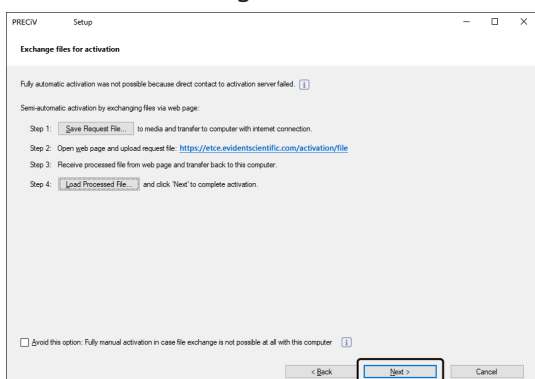 PRECiV Setup
Exchange files for activation
Fully automatic activation was not possible because direct contact to activation server failed. i
Semi-automatic activation by exchanging files via web page:
Step 1: Save Request File... to media and transfer to computer with internet connection.
Step 2: Open web page and upload request file: https://etce.evidentscientific.com/activation/file
Step 3: Receive processed file from web page and transfer back to this computer.
Step 4: Load Processed File... and click 'Next' to complete activation.
Avoid this option: Fully manual activation in case file exchange is not possible at all with this computer i
< Back Next > Cancel